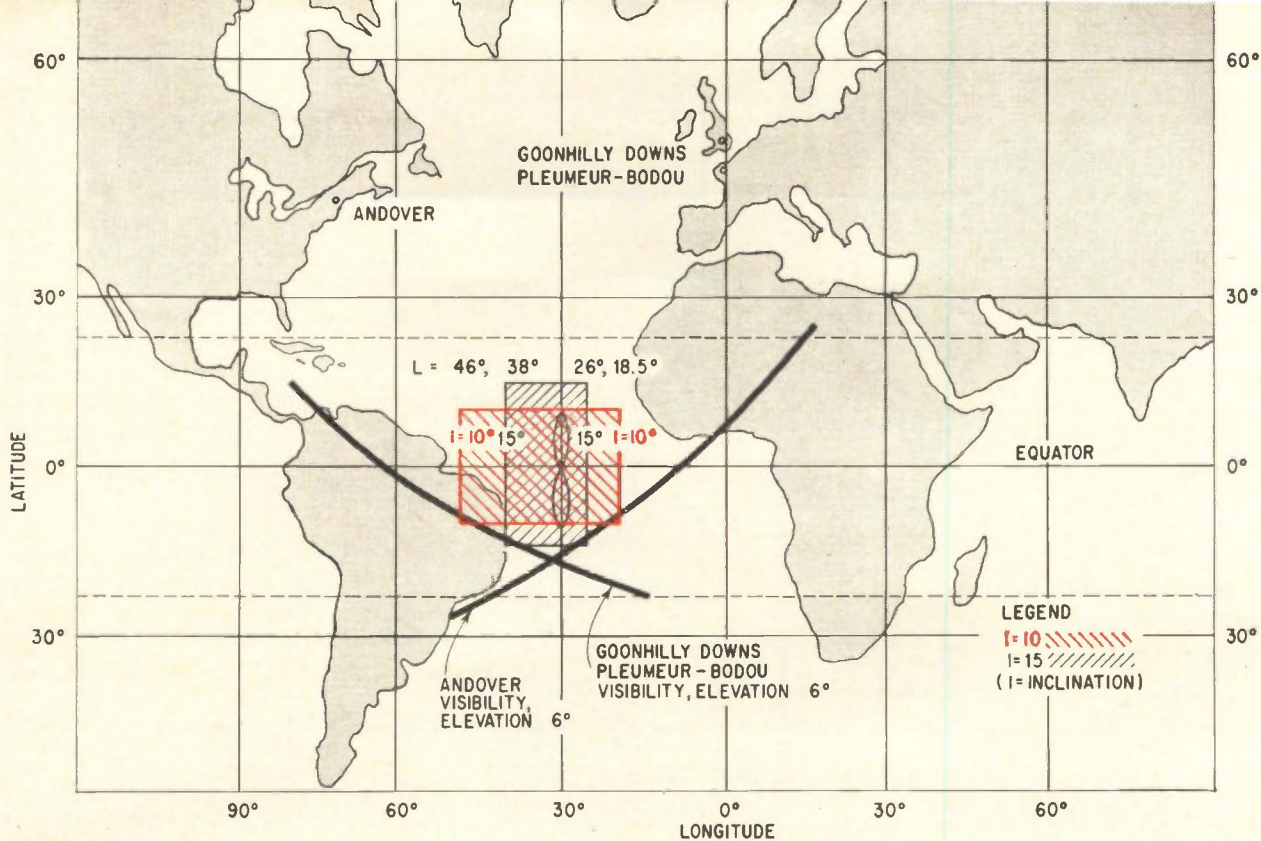 60°
60°
GOONHILLY DOWNS
PLEUMEUR-BODOU
ANDOVER
30°
30°
L = 46°, 38° 26°, 18.5°
I=10° 15° 15° I=10°
LATITUDE
0°
EQUATOR
0°
30°
30°
LEGEND
I=10
I=15
(I=INCLINATION)
GOONHILLY DOWNS
PLEUMEUR-BODOU
VISIBILITY, ELEVATION 6°
ANDOVER
VISIBILITY,
ELEVATION 6°
90° 60° 30° 0° 30° 60°
LONGITUDE